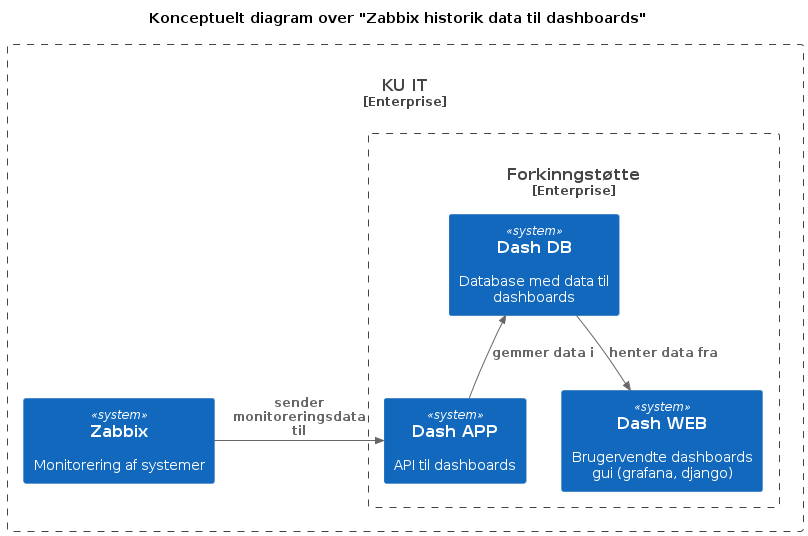 Konceptuelt diagram over "Zabbix historik data til dashboards"
KU IT
[Enterprise]
Forkinngstøtte
[Enterprise]
«system»
Dash DB
Database med data til
dashboards
gemmer data i
henter data fra
sender
monitoreringsdata
til
«system»
Zabbix
Monitorering af systemer
«system»
Dash APP
API til dashboards
«system»
Dash WEB
Brugervendte dashboards
gui (grafana, django)